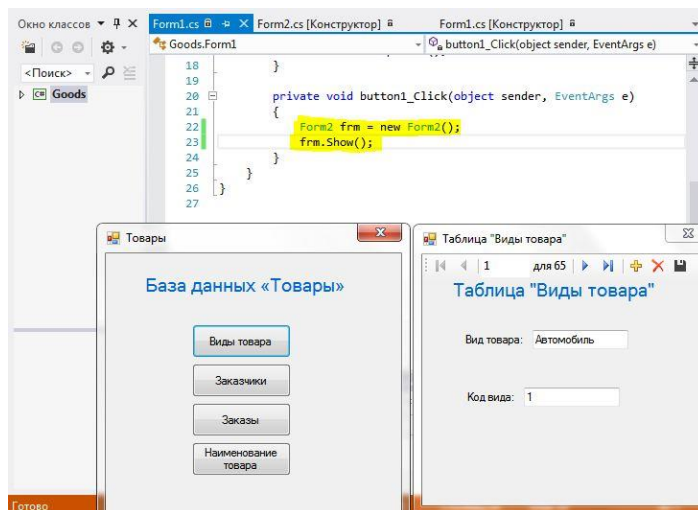 Окно классов
Form1.cs
Form2.cs [Конструктор]
Form1.cs [Конструктор]
Goods.Form1
button1_Click(object sender, EventArgs e)
<Поиск>
C# Goods
18 }
19
20 private void button1_Click(object sender, EventArgs e)
21 {
22 Form2 frm = new Form2();
23 frm.Show();
24 }
25 }
26 }
27
Товары
База данных «Товары»
Виды товара
Заказчики
Заказы
Наименование
товара
Таблица "Виды товара"
1 для 65
Таблица "Виды товара"
Вид товара: Автомобиль
Код вида: 1
Готово